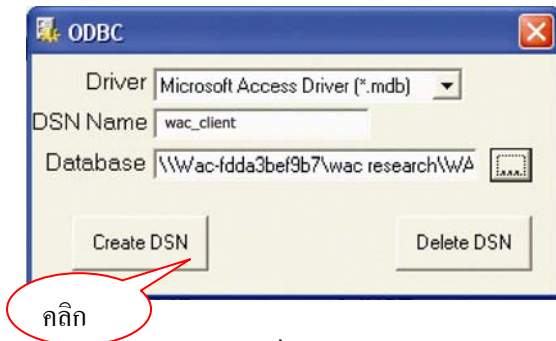 ODBC
Driver Microsoft Access Driver (*.mdb)
DSN Name wac_client
Database \\Wac-fdda3bef9b7\wac research\WA ....
Create DSN Delete DSN
คลิก